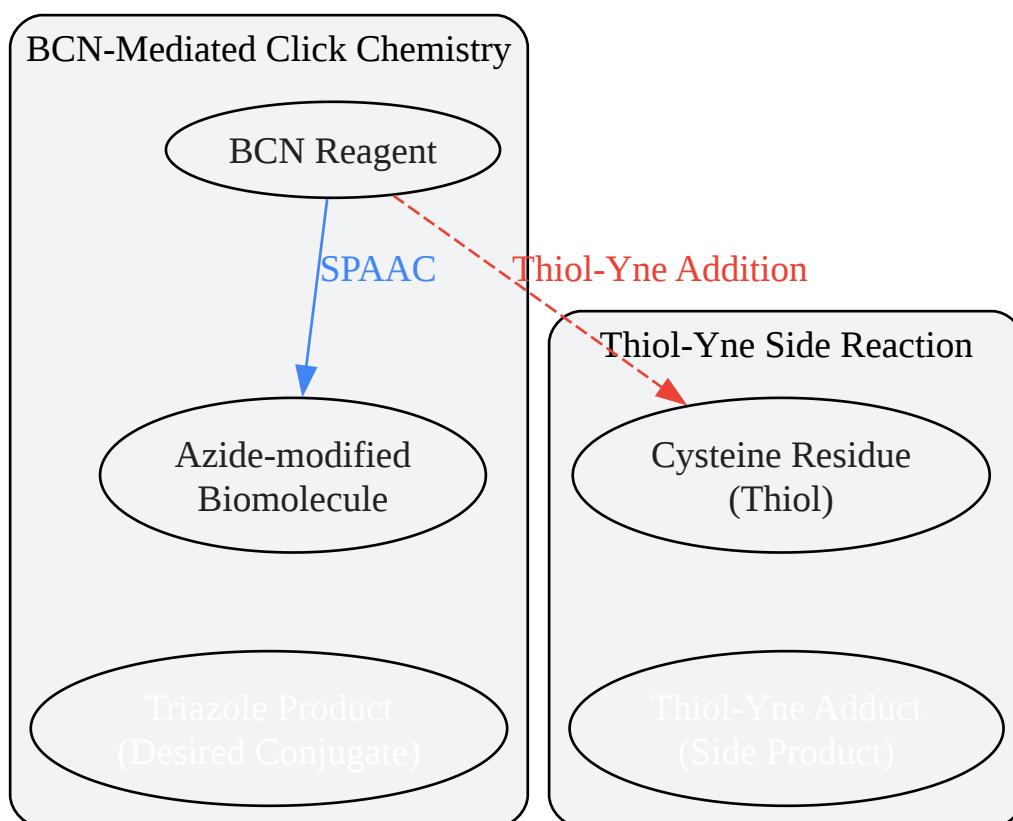 BCN-Mediated Click Chemistry
BCN Reagent
SPAAC
Thiol-Yne Addition
Thiol-Yne Side Reaction
Azide-modified
Biomolecule
Cysteine Residue
(Thiol)
Triazole Product
(Desired Conjugate)
Thiol-Yne Adduct
(Side Product)